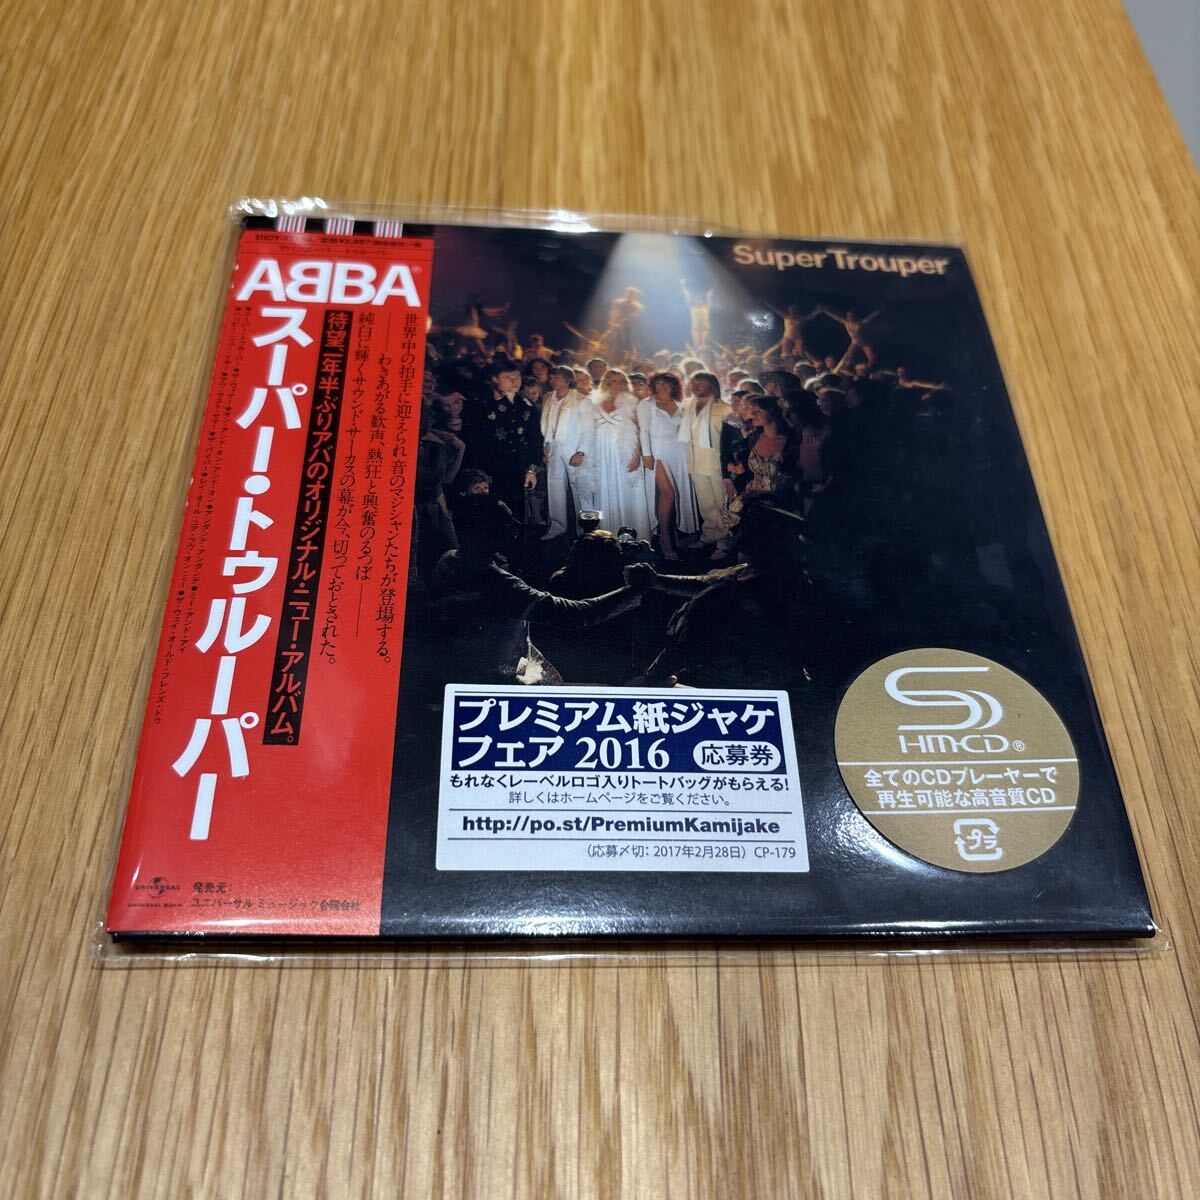 ABBA®
スーパー・トゥルーパー
待望、一年半ぶりアバのオリジナル・ニュー・アルバム。
世界中の拍手に迎えられ 音のマジシャンたちが登場する。
――わきあがる歓声、熱狂と興奮のるつぼ――
純白に輝くサウンド・サーカスの幕が今、切っておとされた。
UNIVERSAL
UNIVERSAL MUSIC
発売元:
ユニバーサル ミュージック合同会社
Super Trouper
プレミアム紙ジャケ
フェア 2016 応募券
もれなくレーベルロゴ入りトートバッグがもらえる!
詳しくはホームページをご覧ください。
http://po.st/PremiumKamijake
(応募〆切:2017年2月28日) CP-179
SHM-CD®
全てのCDプレーヤーで
再生可能な高音質CD
プラ